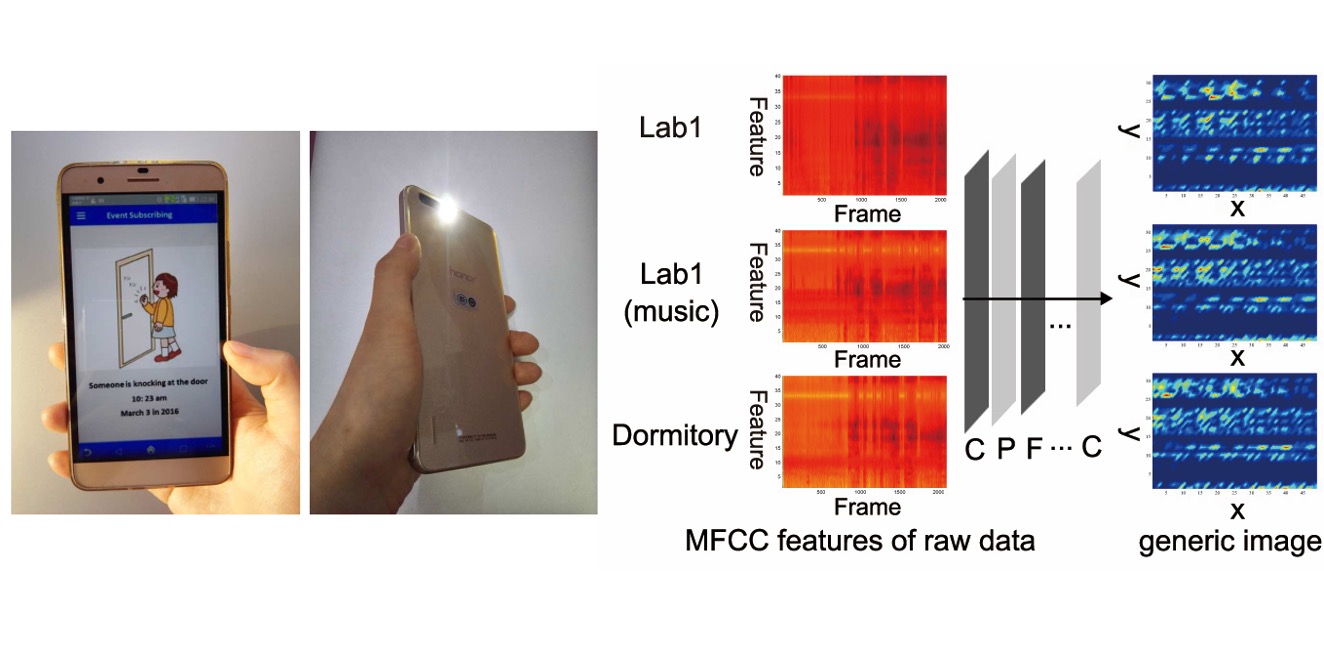 Event Subscribing
Someone is knocking at the door
10: 23 am
March 3 in 2016
honor
Lab1
Feature
40
35
30
25
20
15
10
5
500
1000
1500
2000
Frame
Lab1
(music)
Feature
40
35
30
25
20
15
10
5
500
1000
1500
2000
Frame
Dormitory
Feature
40
35
30
25
20
15
10
5
500
1000
1500
2000
Frame
MFCC features of raw data
...
C P F ... C
y
x
y
x
y
x
generic image